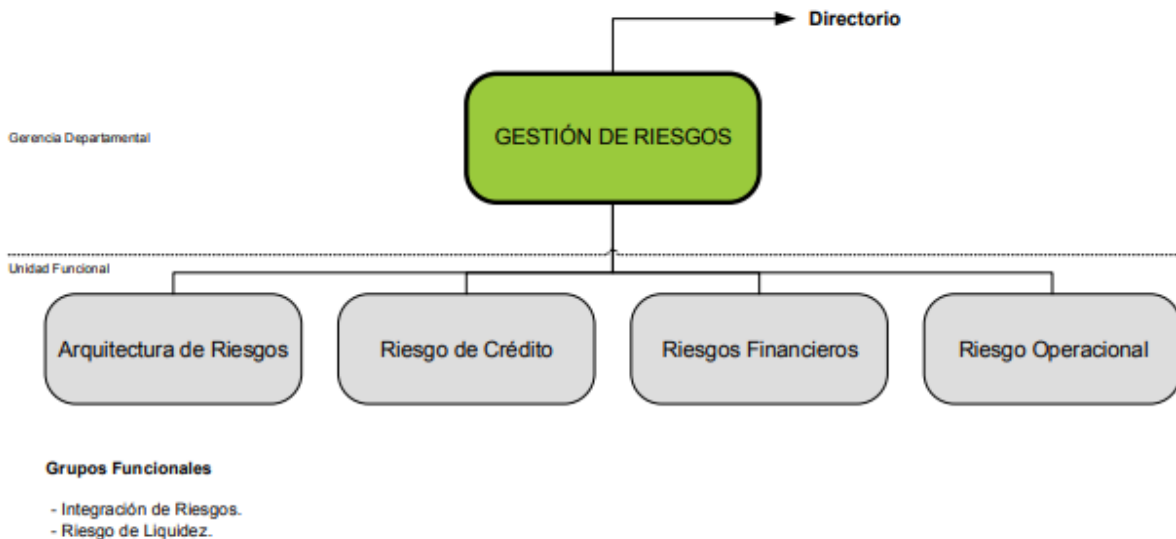 Directorio
Gerencia Departamental
GESTIÓN DE RIESGOS
Unidad Funcional
Arquitectura de Riesgos
Riesgo de Crédito
Riesgos Financieros
Riesgo Operacional
Grupos Funcionales
- Integración de Riesgos.
- Riesgo de Liquidez.